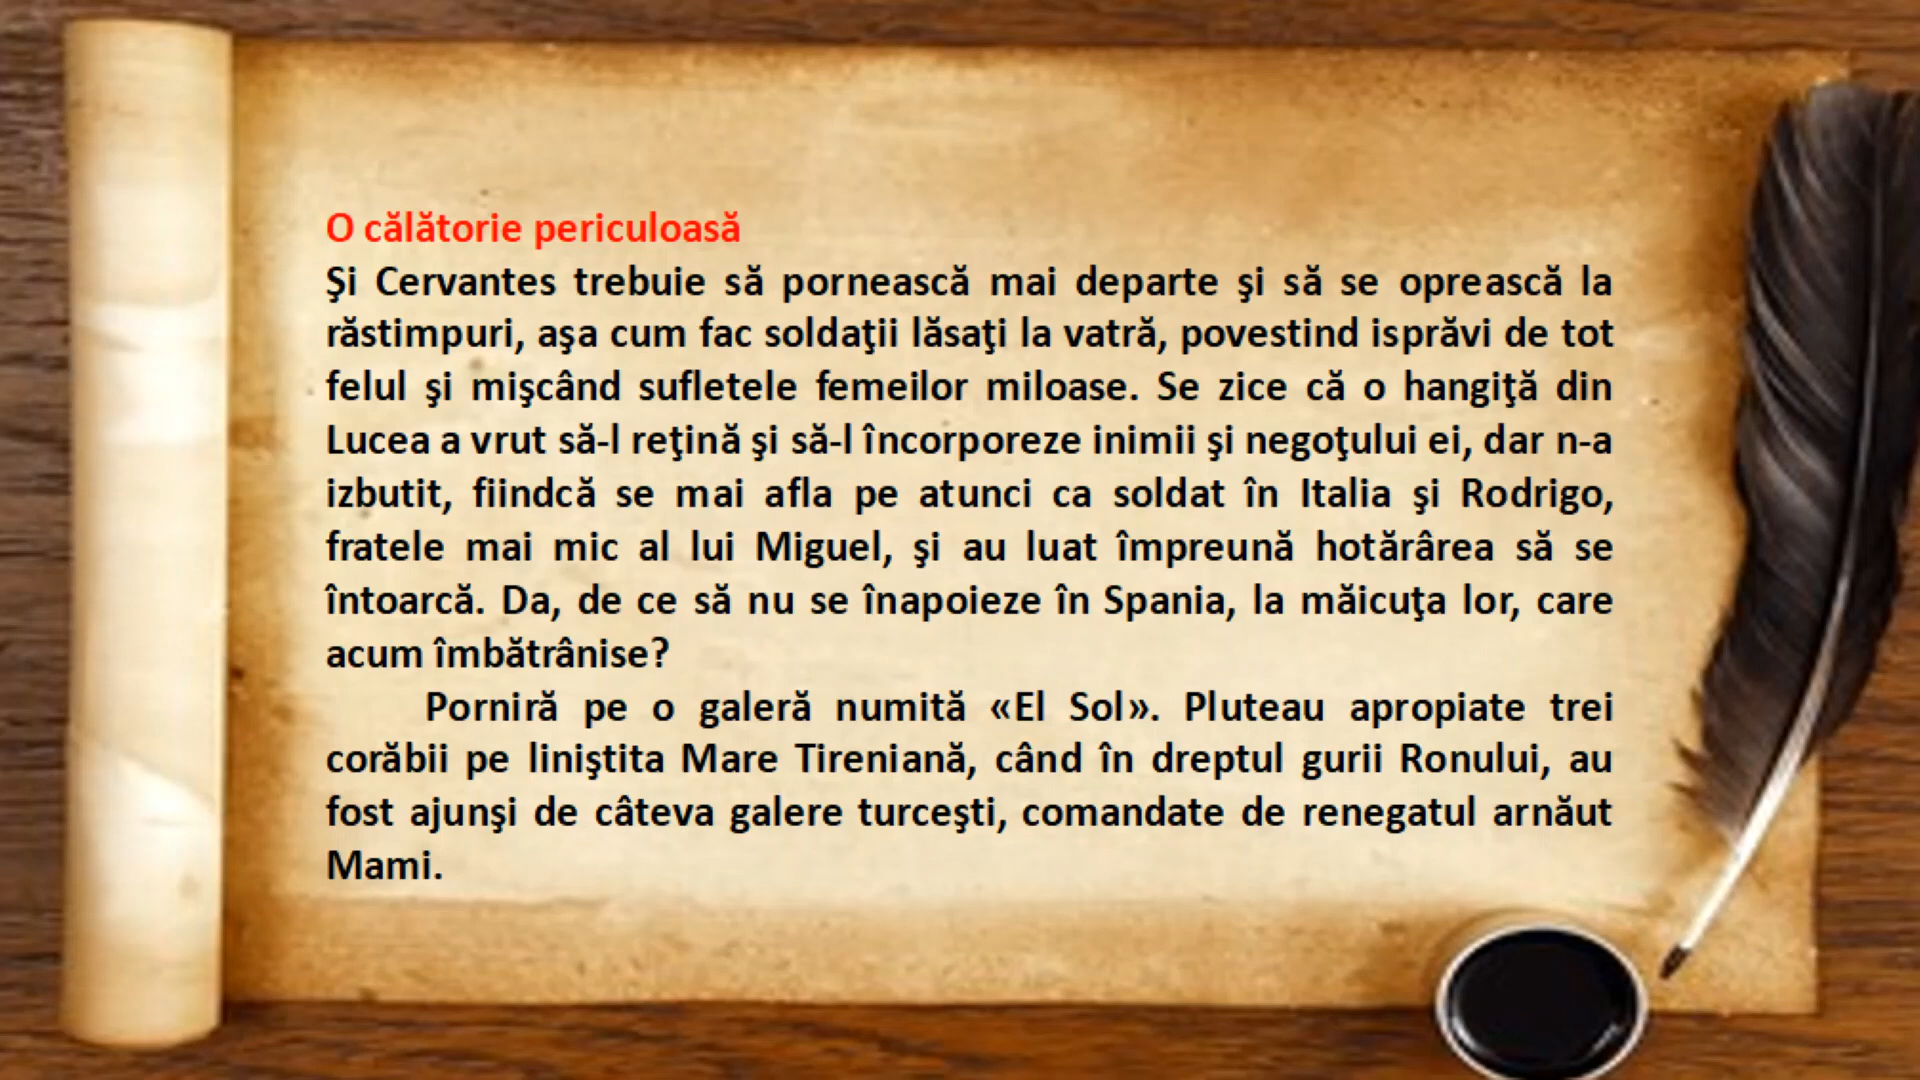 O călătorie periculoasă
Şi Cervantes trebuie să pornească mai departe şi să se oprească la
răstimpuri, aşa cum fac soldaţii lăsaţi la vatră, povestind isprăvi de tot
felul şi mişcând sufletele femeilor miloase. Se zice că o hangiţă din
Lucea a vrut să-l reţină şi să-l încorporeze inimii şi negoţului ei, dar n-a
izbutit, fiindcă se mai afla pe atunci ca soldat în Italia şi Rodrigo,
fratele mai mic al lui Miguel, şi au luat împreună hotărârea să se
întoarcă. Da, de ce să nu se înapoieze în Spania, la măicuţa lor, care
acum îmbătrânise?
Porniră pe o galeră numită «El Sol». Pluteau apropiate trei
corăbii pe liniştita Mare Tireniană, când în dreptul gurii Ronului, au
fost ajunşi de câteva galere turceşti, comandate de renegatul arnăut
Mami.